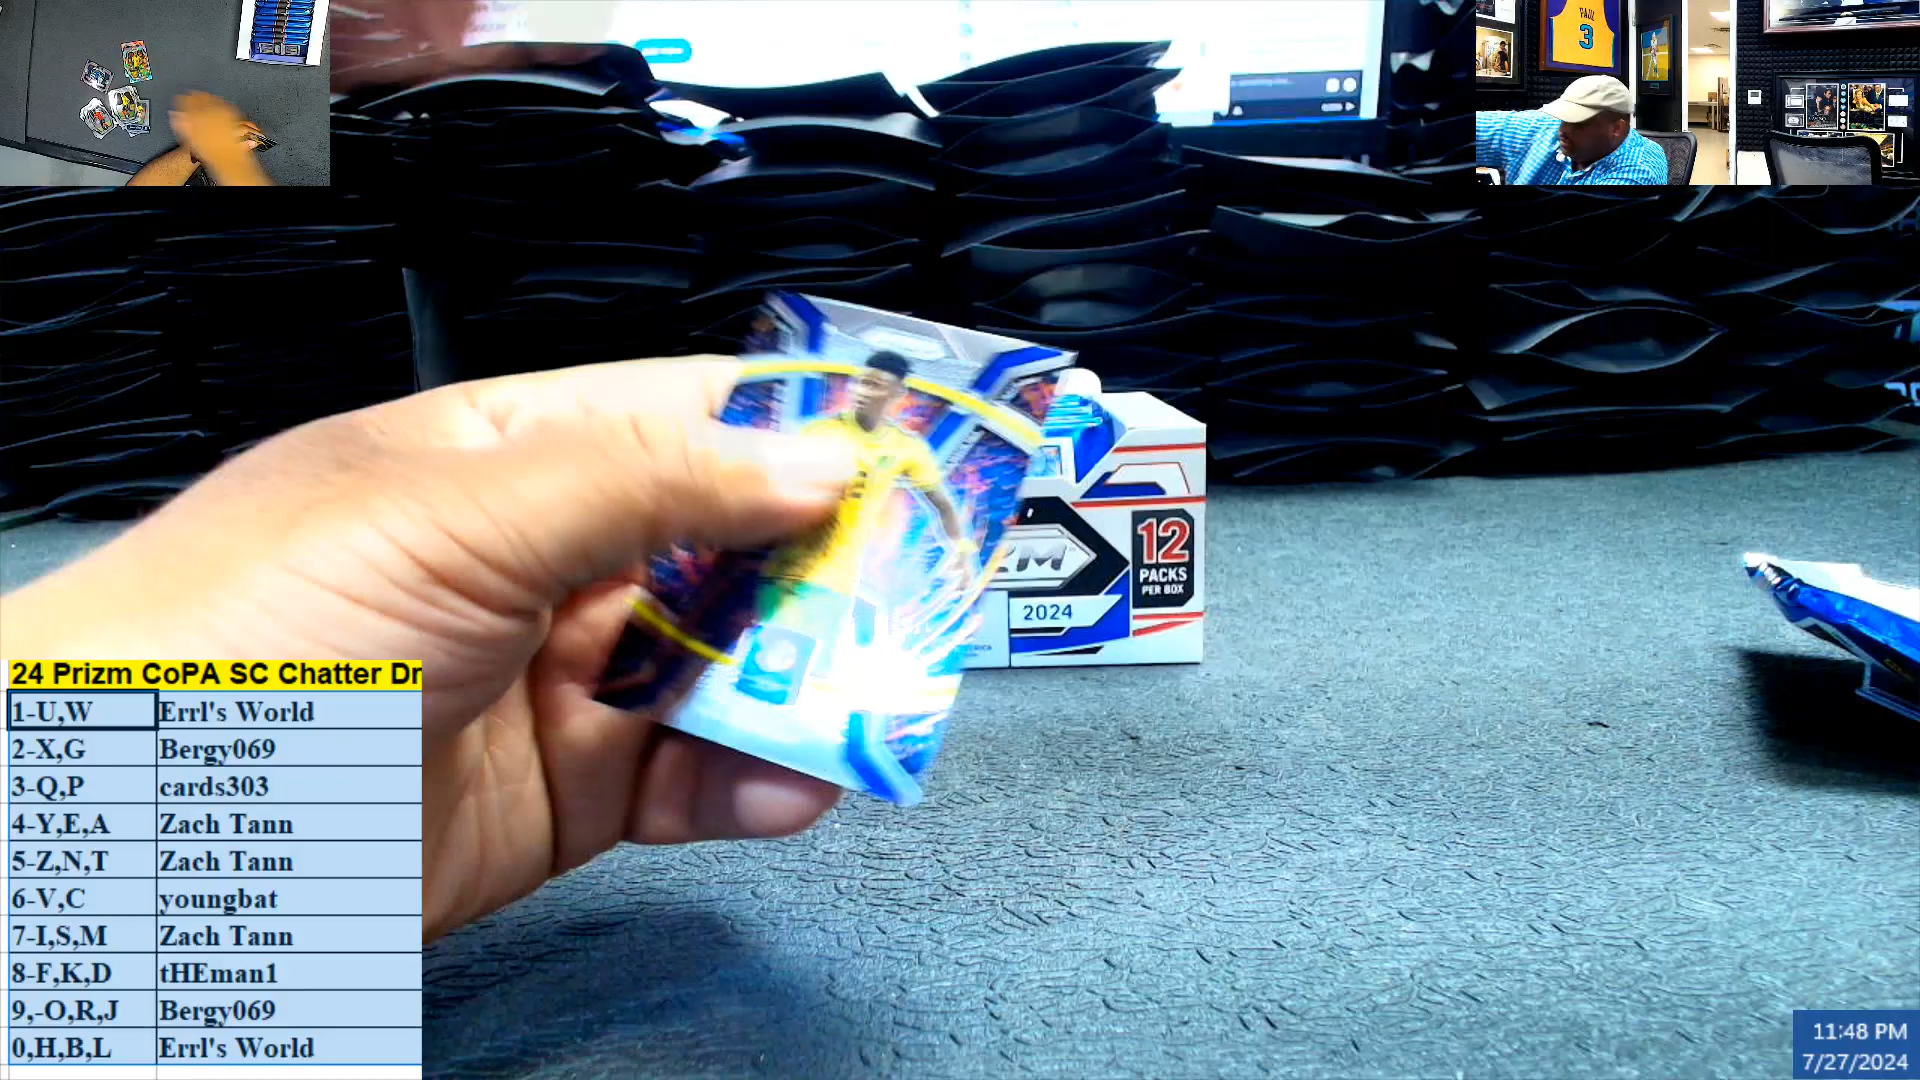 PAUL
3
12
PACKS
PER BOX
2024
24 Prizm CoPA SC Chatter Dr
1-U,W Errl's World
2-X,G Bergy069
3-Q,P cards303
4-Y,E,A Zach Tann
5-Z,N,T Zach Tann
6-V,C youngbat
7-I,S,M Zach Tann
8-F,K,D tHEman1
9,-O,R,J Bergy069
0,H,B,L Errl's World
11:48 PM
7/27/2024